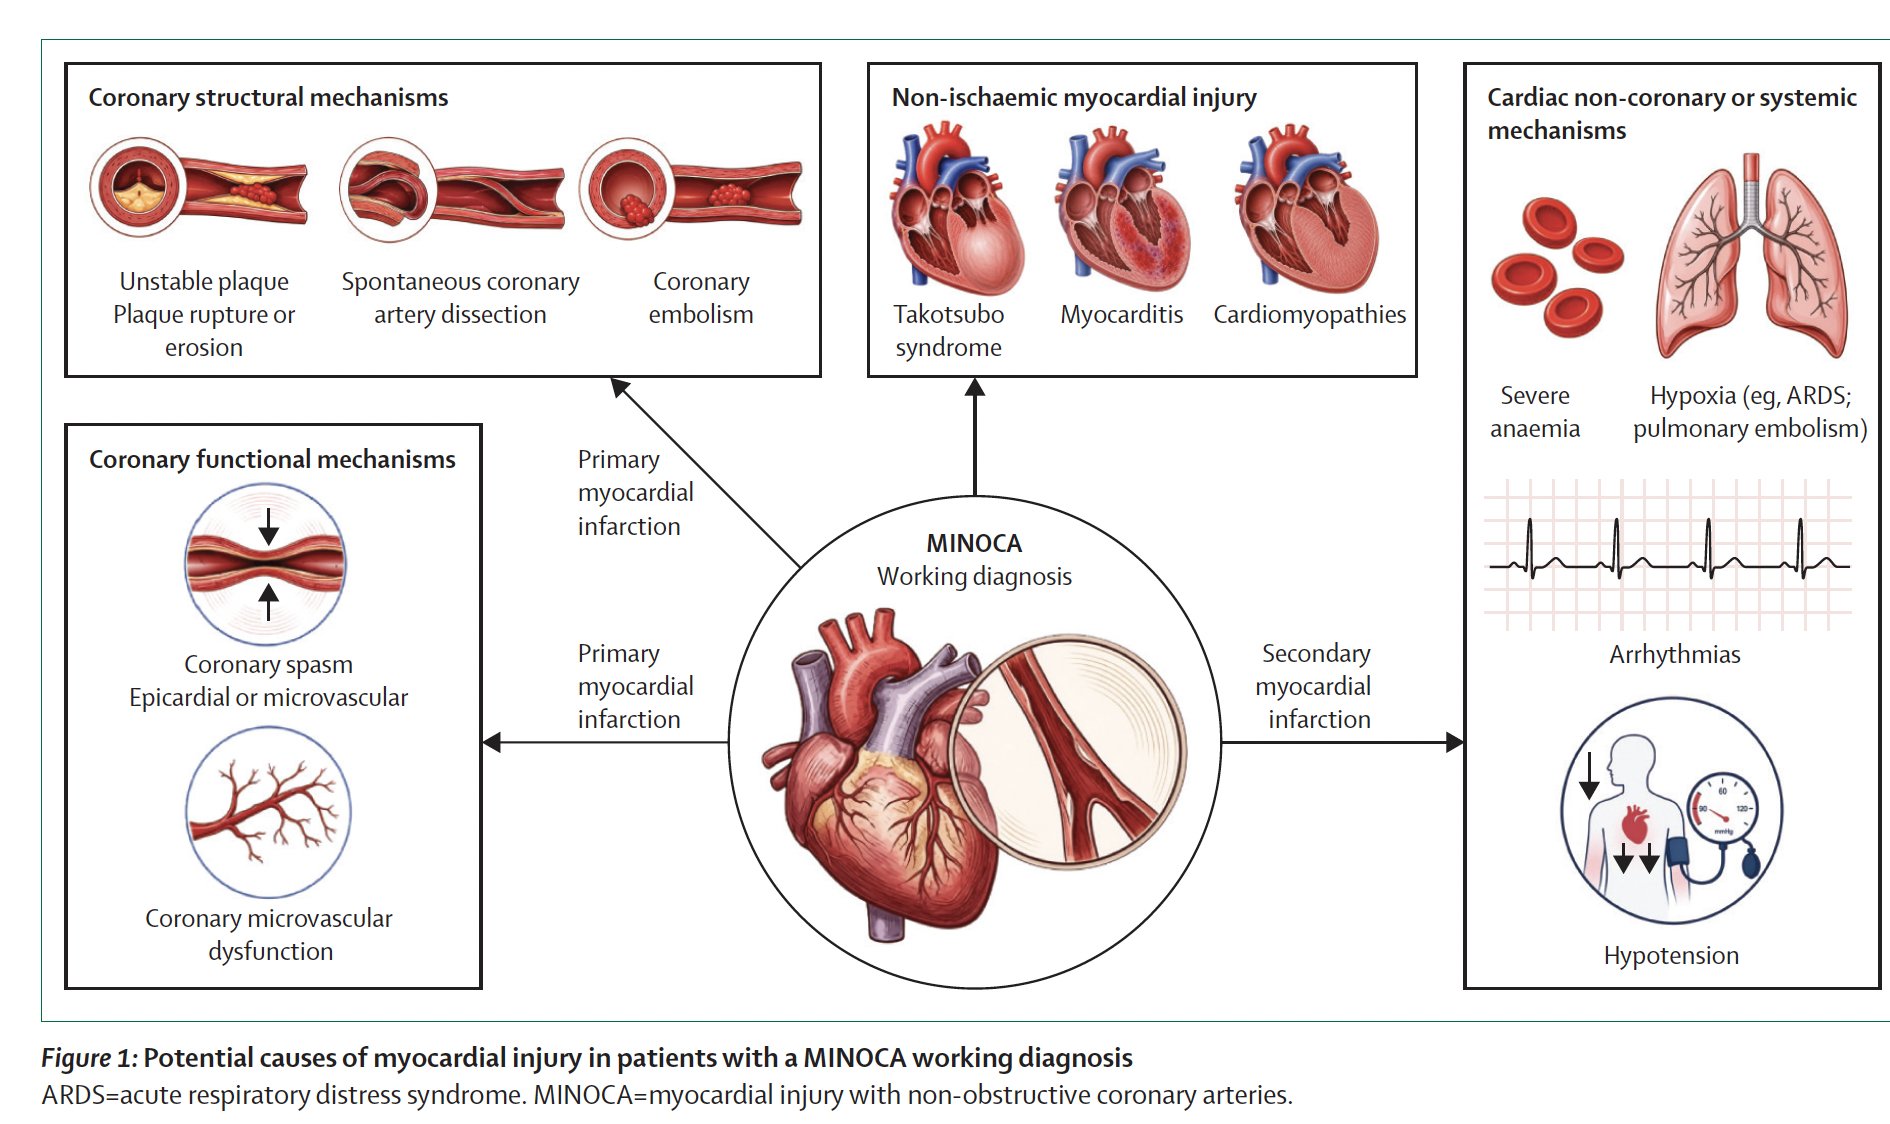 Coronary structural mechanisms
Unstable plaque
Plaque rupture or
erosion
Spontaneous coronary
artery dissection
Coronary
embolism
Non-ischaemic myocardial injury
Takotsubo
syndrome
Myocarditis
Cardiomyopathies
Cardiac non-coronary or systemic
mechanisms
Severe
anaemia
Hypoxia (eg, ARDS;
pulmonary embolism)
Arrhythmias
60
90
120
mmHg
Hypotension
Coronary functional mechanisms
Coronary spasm
Epicardial or microvascular
Coronary microvascular
dysfunction
Primary
myocardial
infarction
Primary
myocardial
infarction
MINOCA
Working diagnosis
Secondary
myocardial
infarction
Figure 1: Potential causes of myocardial injury in patients with a MINOCA working diagnosis
ARDS=acute respiratory distress syndrome. MINOCA=myocardial injury with non-obstructive coronary arteries.